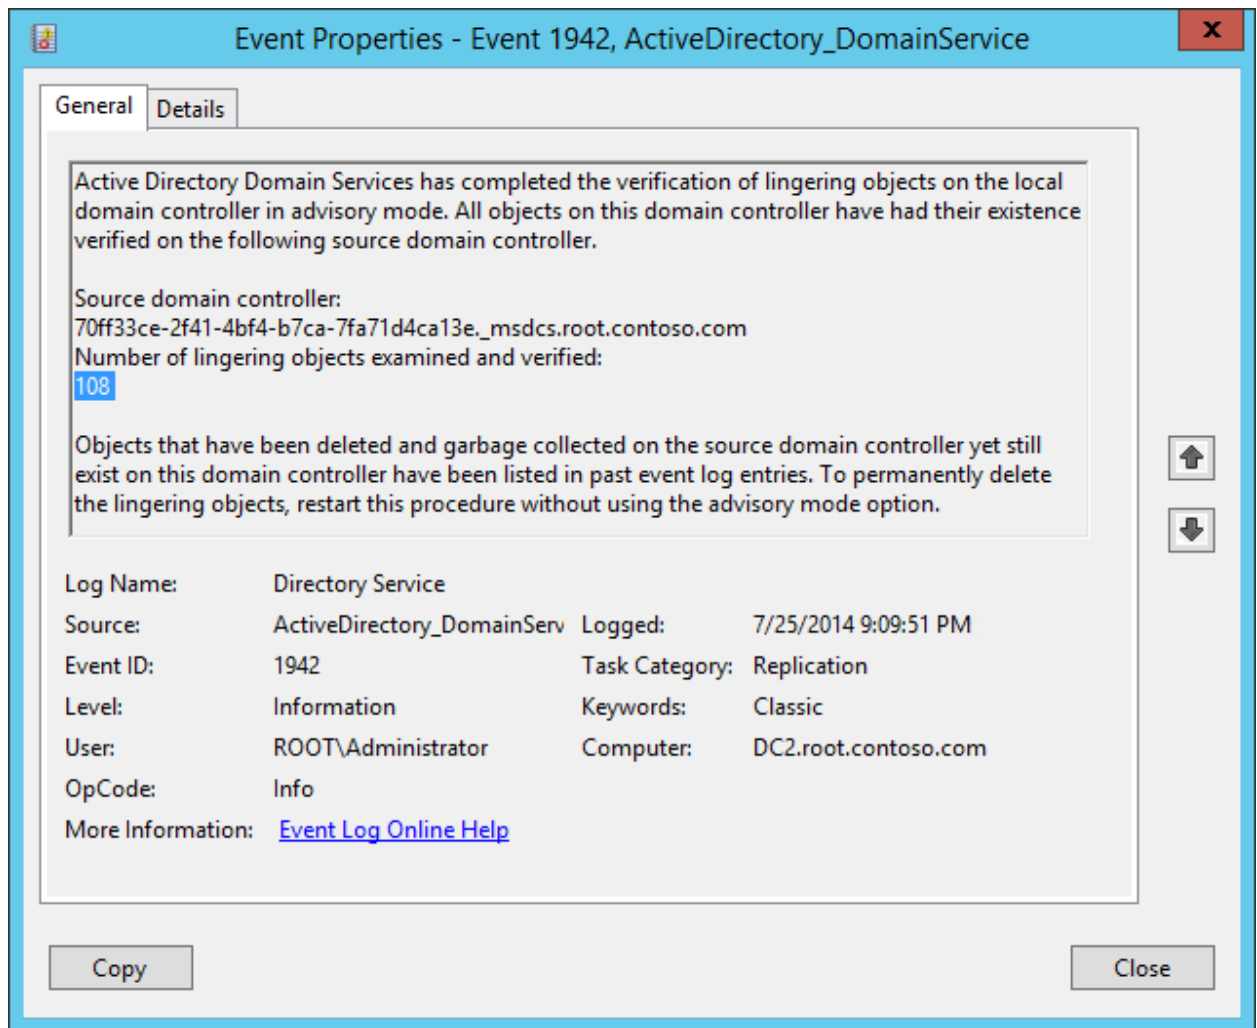 Event Properties - Event 1942, ActiveDirectory_DomainService
x
General Details
Active Directory Domain Services has completed the verification of lingering objects on the local
domain controller in advisory mode. All objects on this domain controller have had their existence
verified on the following source domain controller.
Source domain controller:
70ff33ce-2f41-4bf4-b7ca-7fa71d4ca13e._msdcs.root.contoso.com
Number of lingering objects examined and verified:
108
Objects that have been deleted and garbage collected on the source domain controller yet still
exist on this domain controller have been listed in past event log entries. To permanently delete
the lingering objects, restart this procedure without using the advisory mode option.
Log Name: Directory Service
Source: ActiveDirectory_DomainServ Logged: 7/25/2014 9:09:51 PM
Event ID: 1942 Task Category: Replication
Level: Information Keywords: Classic
User: ROOT\Administrator Computer: DC2.root.contoso.com
OpCode: Info
More Information: Event Log Online Help
Copy Close